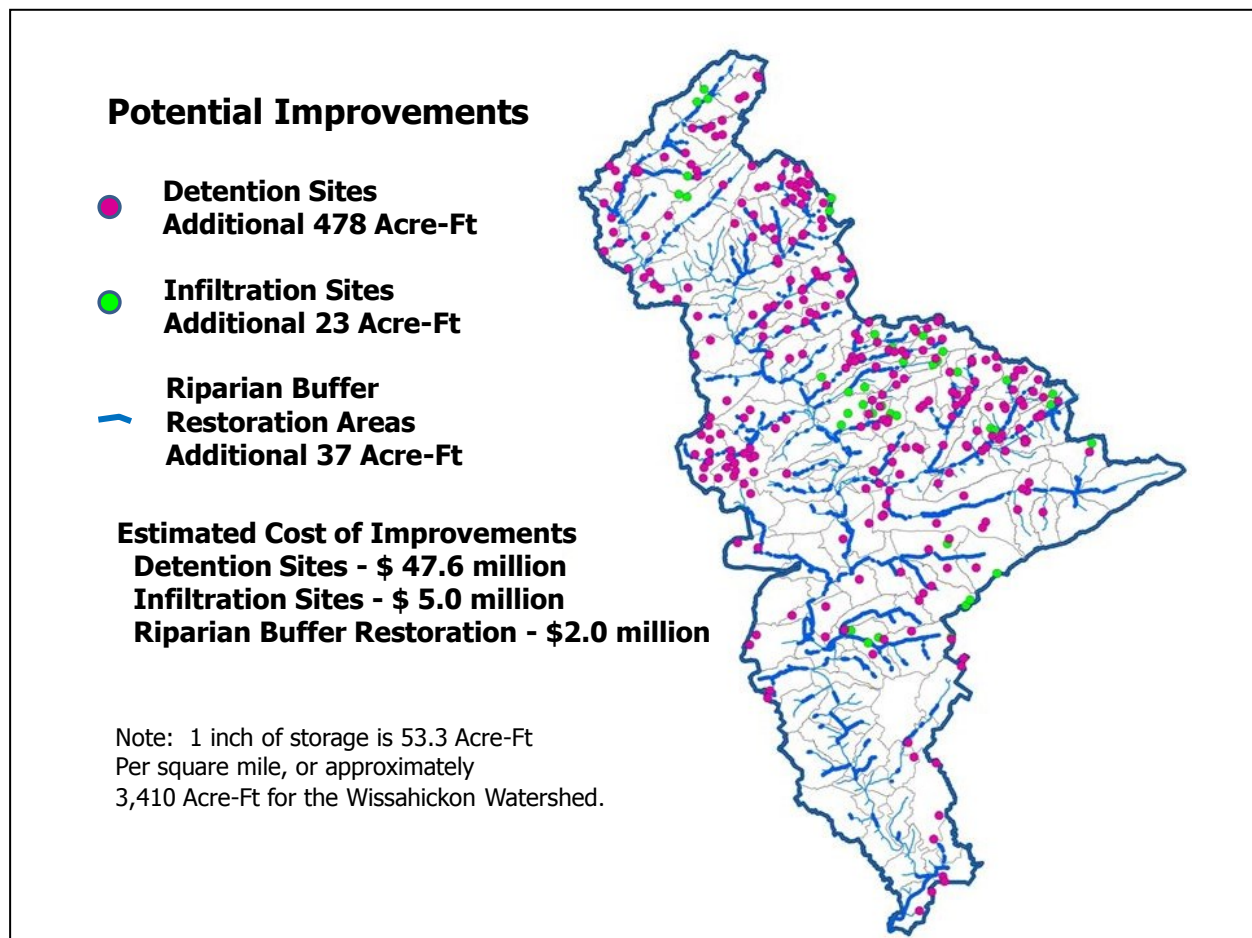 Potential Improvements
Detention Sites
Additional 478 Acre-Ft
Infiltration Sites
Additional 23 Acre-Ft
Riparian Buffer
Restoration Areas
Additional 37 Acre-Ft
Estimated Cost of Improvements
Detention Sites - $ 47.6 million
Infiltration Sites - $ 5.0 million
Riparian Buffer Restoration - $2.0 million
Note: 1 inch of storage is 53.3 Acre-Ft
Per square mile, or approximately
3,410 Acre-Ft for the Wissahickon Watershed.